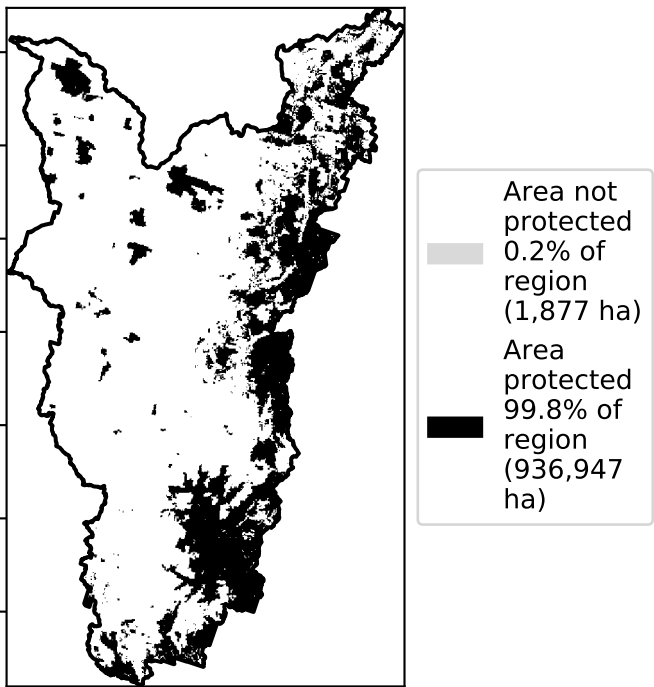 Area not
protected
0.2% of
region
(1,877 ha)
Area
protected
99.8% of
region
(936,947
ha)